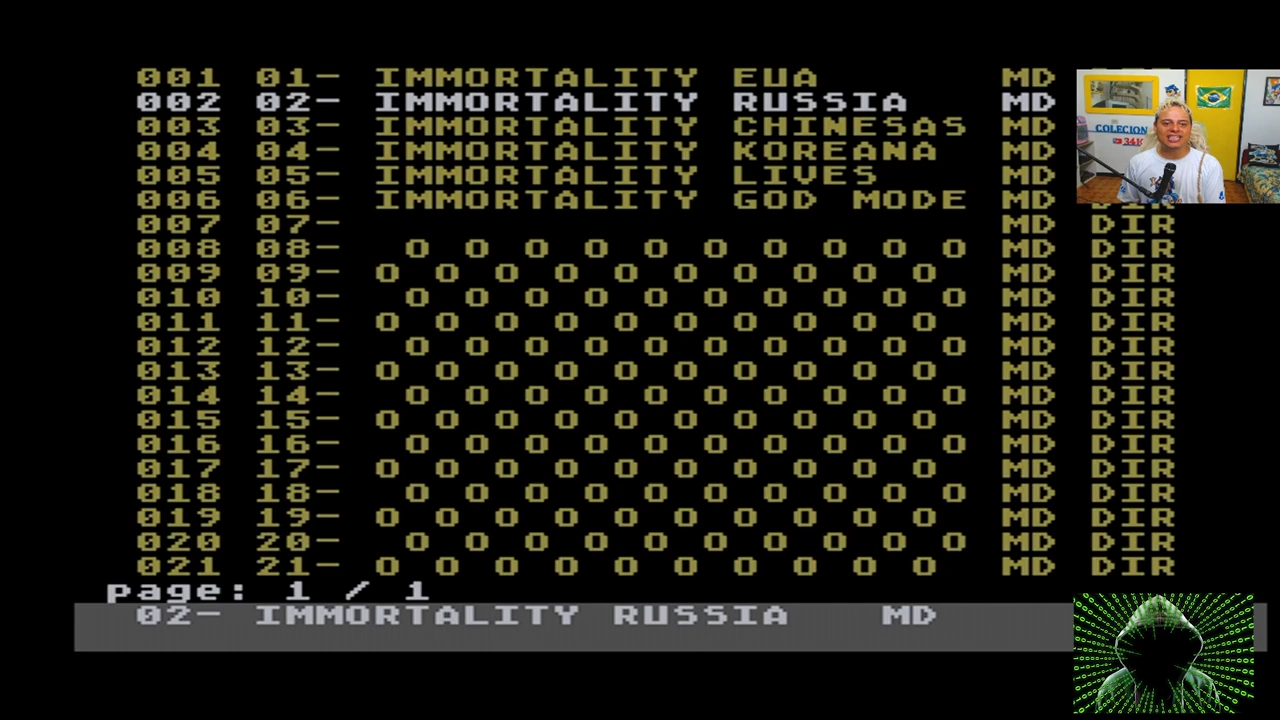 001 01- IMMORTALITY EUA MD
002 02- IMMORTALITY RUSSIA MD
003 03- IMMORTALITY CHINESAS MD
004 04- IMMORTALITY KOREANA MD
005 05- IMMORTALITY LIVES MD
006 06- IMMORTALITY GOD MODE MD DIR
007 07- MD DIR
008 08- O O O O O O O O O O MD DIR
009 09- O O O O O O O O O O MD DIR
010 10- O O O O O O O O O O MD DIR
011 11- O O O O O O O O O O MD DIR
012 12- O O O O O O O O O O MD DIR
013 13- O O O O O O O O O O MD DIR
014 14- O O O O O O O O O O MD DIR
015 15- O O O O O O O O O O MD DIR
016 16- O O O O O O O O O O MD DIR
017 17- O O O O O O O O O O MD DIR
018 18- O O O O O O O O O O MD DIR
019 19- O O O O O O O O O O MD DIR
020 20- O O O O O O O O O O MD DIR
021 21- O O O O O O O O O O MD DIR
page: 1 / 1
02- IMMORTALITY RUSSIA MD
COLECION
34K